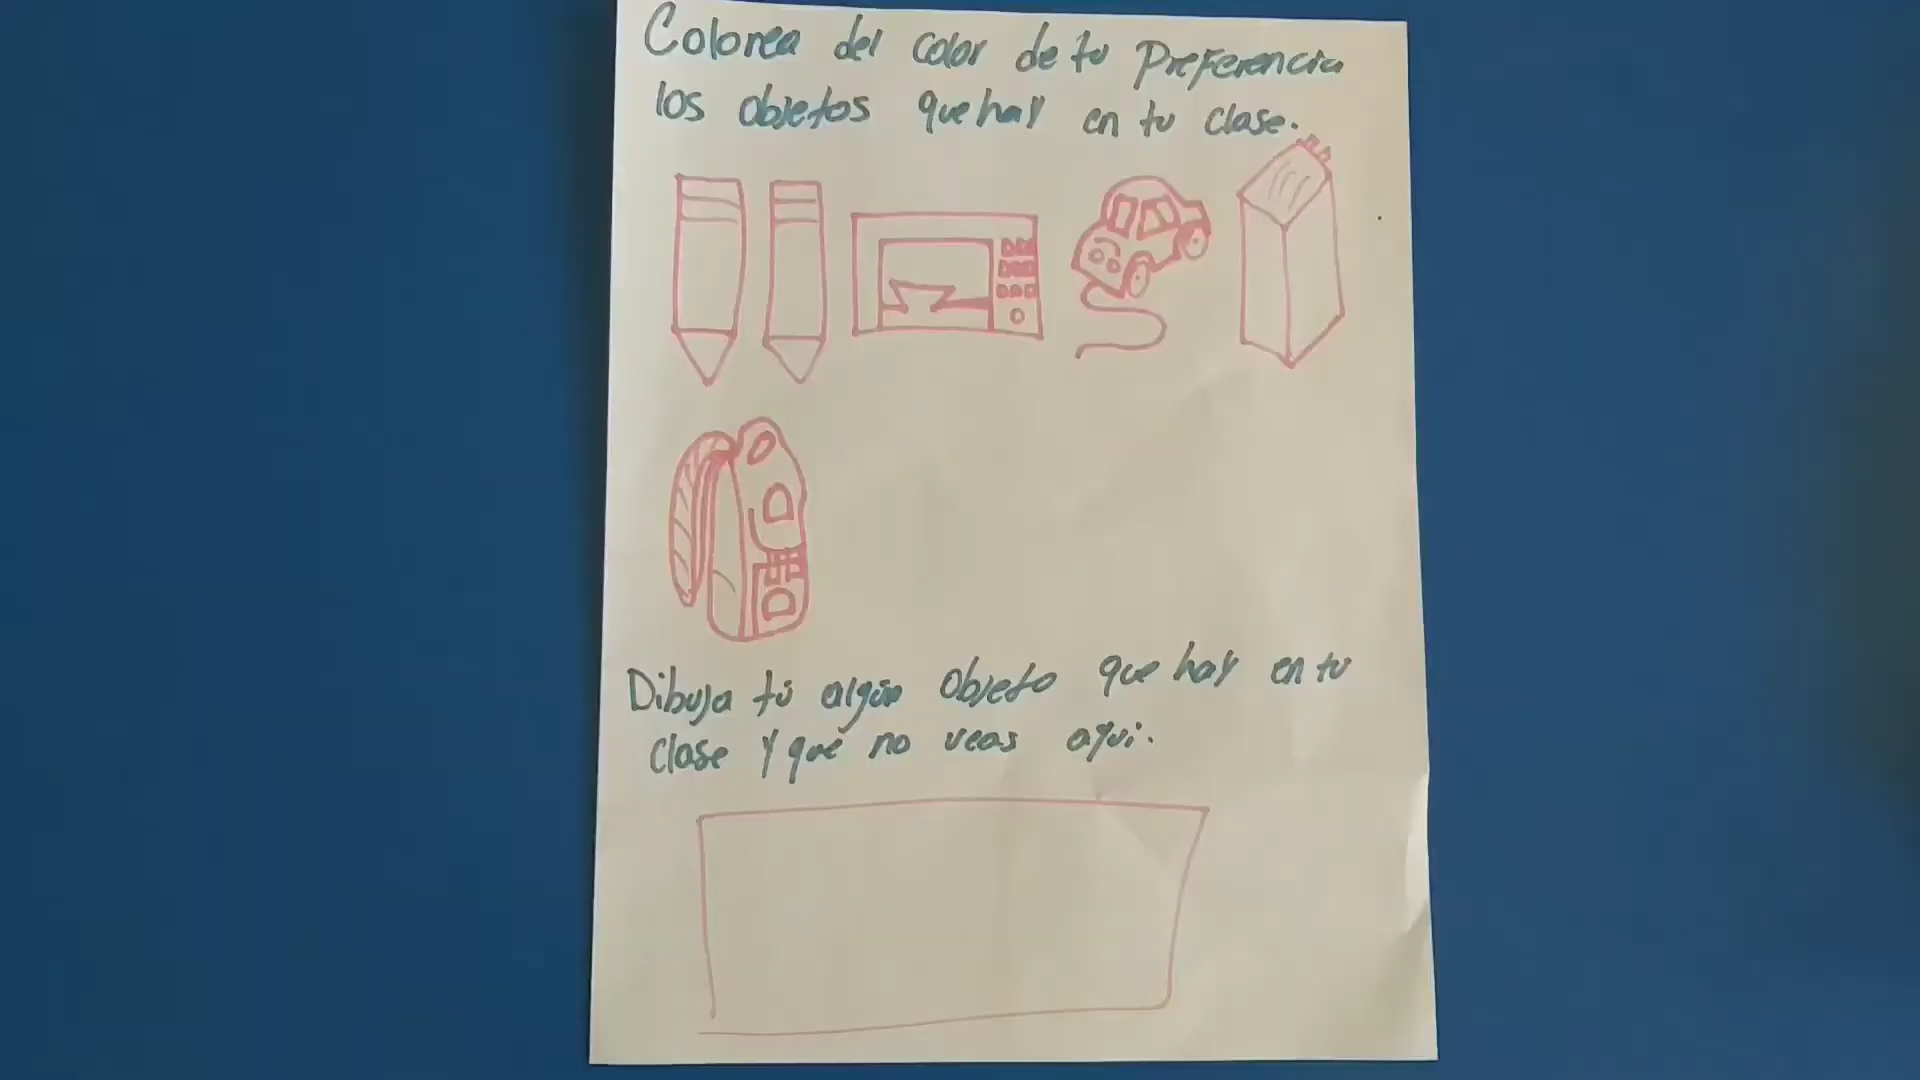 Colorea del color de tu Preferencia
los objetos que hay en tu clase.
Dibuja tú algún objeto que hay en tu
clase y que no veas aquí.